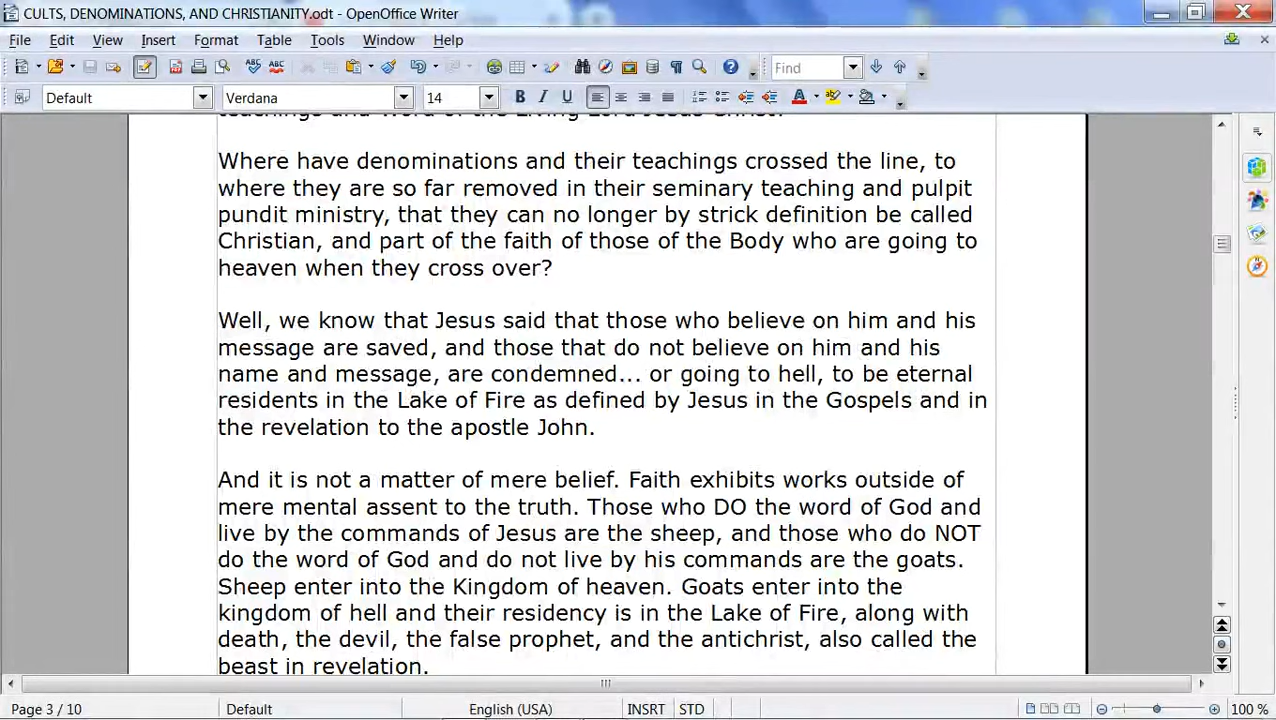 CULTS, DENOMINATIONS, AND CHRISTIANITY.odt - OpenOffice Writer
File Edit View Insert Format Table Tools Window Help
Find
Default Verdana 14
teachings and Word of the Living Lord Jesus Christ?
Where have denominations and their teachings crossed the line, to
where they are so far removed in their seminary teaching and pulpit
pundit ministry, that they can no longer by strick definition be called
Christian, and part of the faith of those of the Body who are going to
heaven when they cross over?
Well, we know that Jesus said that those who believe on him and his
message are saved, and those that do not believe on him and his
name and message, are condemned... or going to hell, to be eternal
residents in the Lake of Fire as defined by Jesus in the Gospels and in
the revelation to the apostle John.
And it is not a matter of mere belief. Faith exhibits works outside of
mere mental assent to the truth. Those who DO the word of God and
live by the commands of Jesus are the sheep, and those who do NOT
do the word of God and do not live by his commands are the goats.
Sheep enter into the Kingdom of heaven. Goats enter into the
kingdom of hell and their residency is in the Lake of Fire, along with
death, the devil, the false prophet, and the antichrist, also called the
beast in revelation.
Page 3 / 10 Default English (USA) INSRT STD 100 %